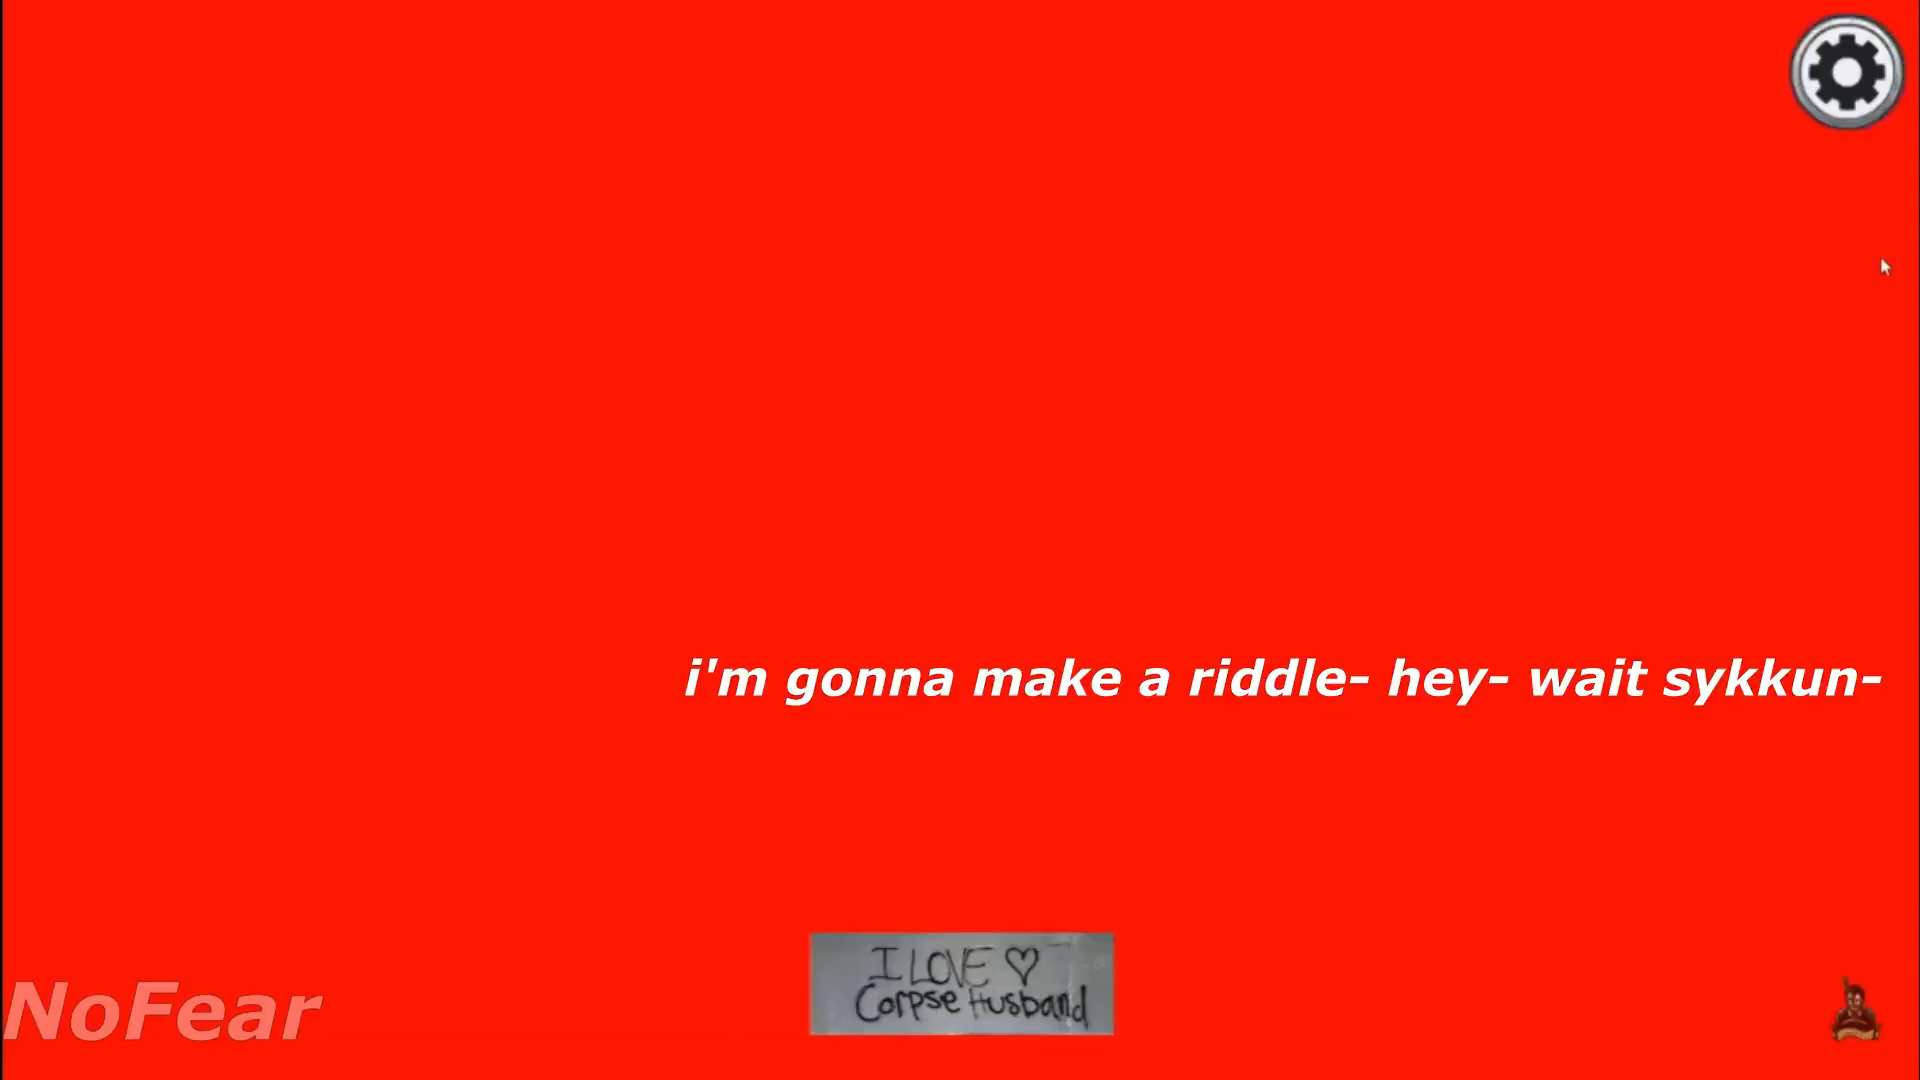 i'm gonna make a riddle- hey- wait sykkun-
I LOVE ♡
Corpse Husband
NoFear